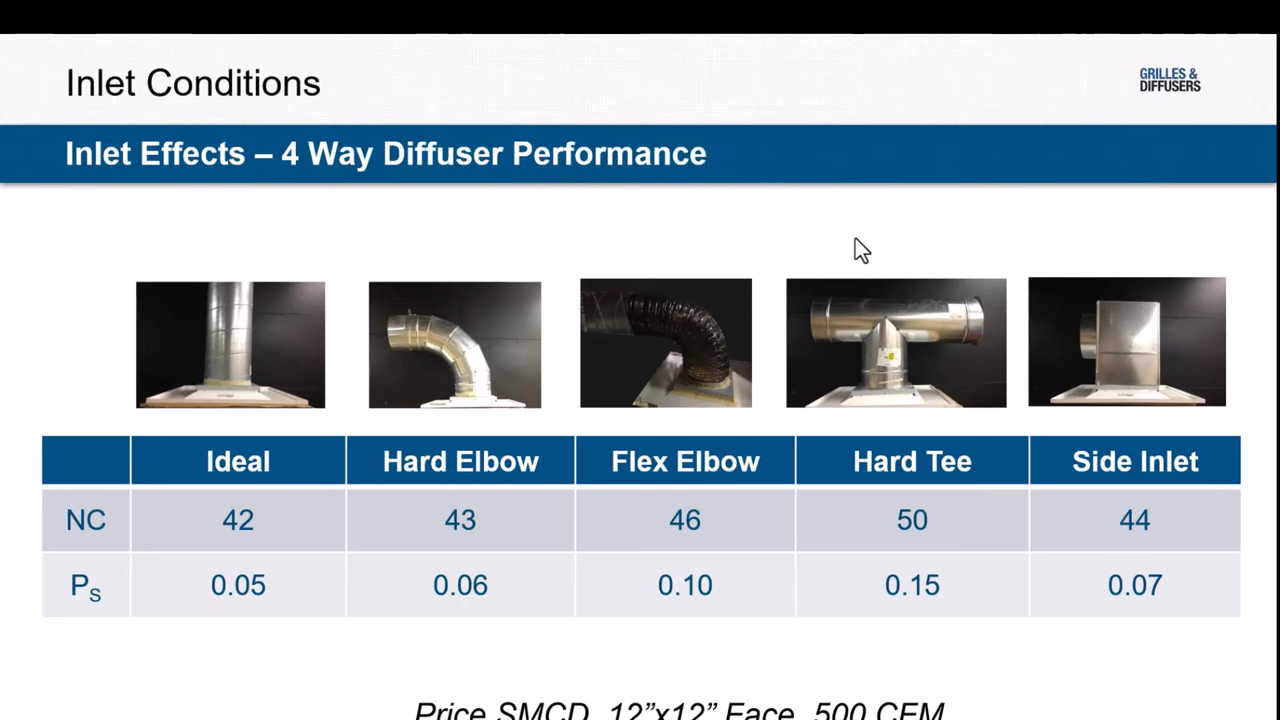 Inlet Conditions
GRILLES &
DIFFUSERS
Inlet Effects – 4 Way Diffuser Performance
Ideal Hard Elbow Flex Elbow Hard Tee Side Inlet
NC 42 43 46 50 44
PS 0.05 0.06 0.10 0.15 0.07
Price SMCD, 12”x12” Face, 500 CFM